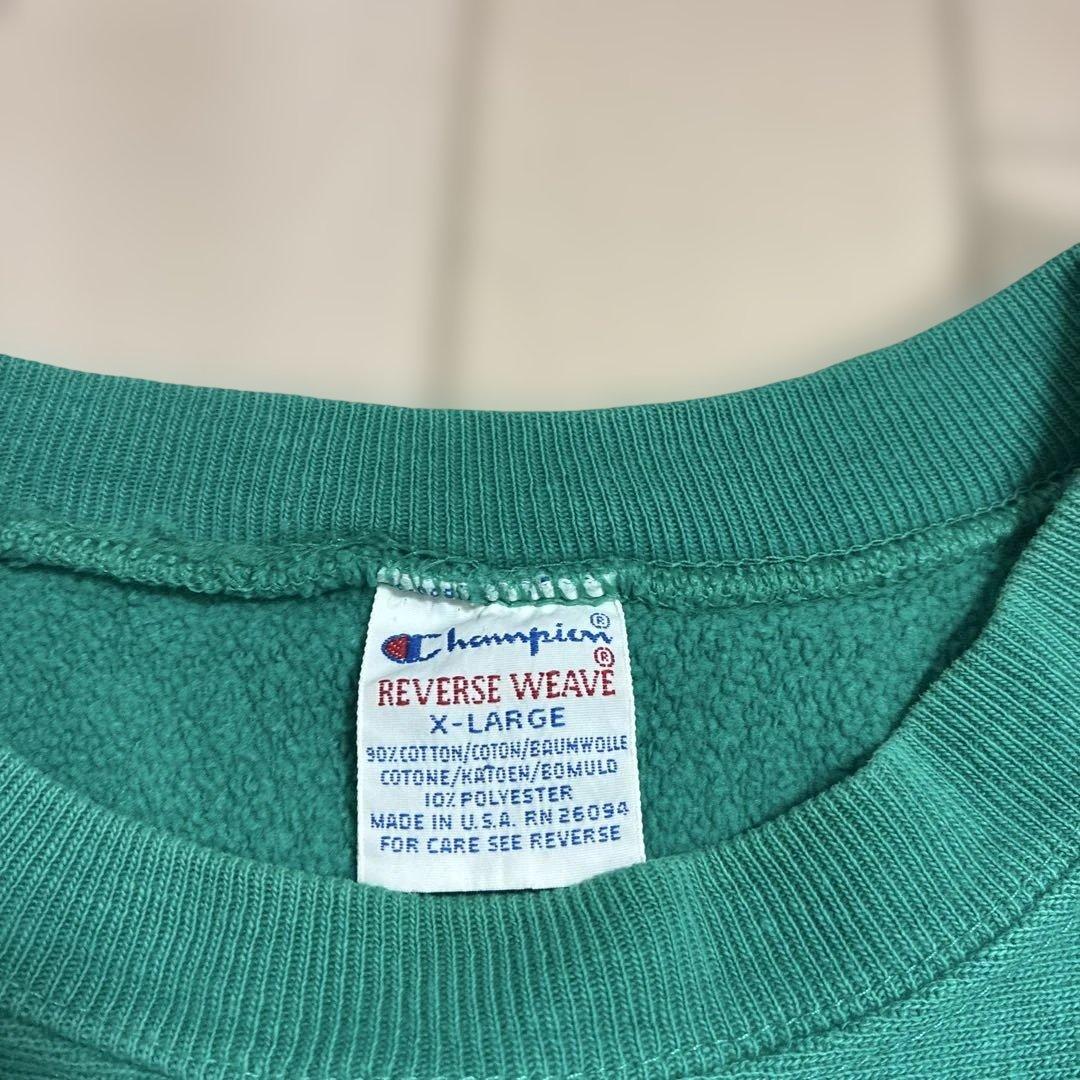 Champion®
REVERSE WEAVE®
X-LARGE
90% COTTON/COTON/BAUMWOLLE
COTONE/KATOEN/BOMULD
10% POLYESTER
MADE IN U.S.A. RN 26094
FOR CARE SEE REVERSE